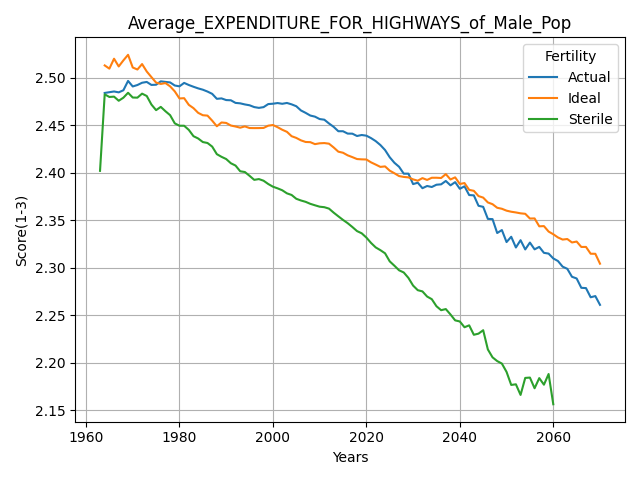 Average_EXPENDITURE_FOR_HIGHWAYS_of_Male_Pop
Fertility
Actual
Ideal
Sterile
Score(1-3)
2.50
2.45
2.40
2.35
2.30
2.25
2.20
2.15
1960 1980 2000 2020 2040 2060
Years